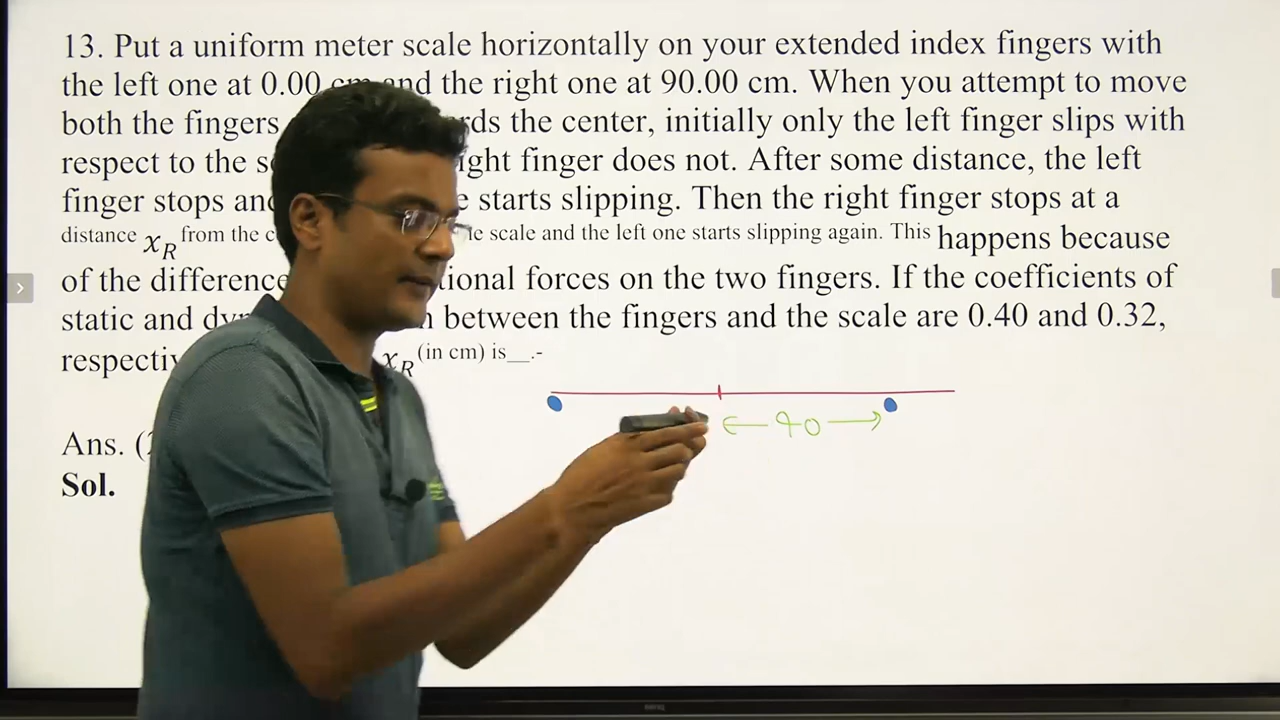 13. Put a uniform meter scale horizontally on your extended index fingers with
the left one at 0.00 cm and the right one at 90.00 cm. When you attempt to move
both the fingers the center, initially only the left finger slips with
respect to the finger does not. After some distance, the left
finger stops starts slipping. Then the right finger stops at a
distance x_R from the scale and the left one starts slipping again. This happens because
of the difference forces on the two fingers. If the coefficients of
static and between the fingers and the scale are 0.40 and 0.32,
x_R (in cm) is__.-
40
Ans. (
Sol.